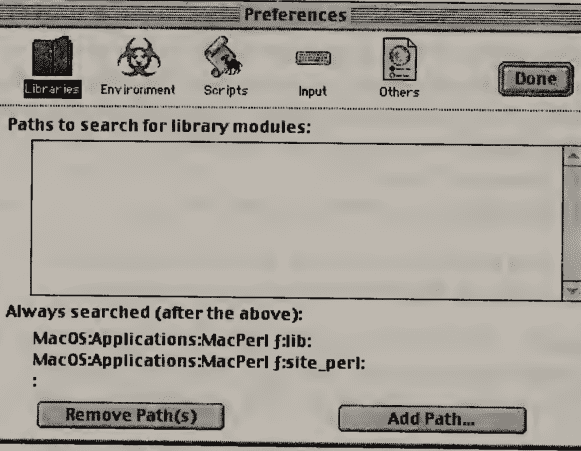 Preferences
Libraries Environment Scripts Input Others Done
Paths to search for library modules:
Always searched (after the above):
MacOS:Applications:MacPerl ƒ:lib:
MacOS:Applications:MacPerl ƒ:site_perl:
:
Remove Path(s) Add Path...